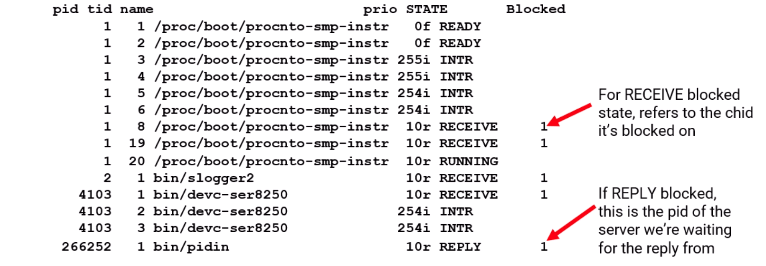 pid tid name prio STATE Blocked
1 1 /proc/boot/procnto-smp-instr 0f READY
1 2 /proc/boot/procnto-smp-instr 0f READY
1 3 /proc/boot/procnto-smp-instr 255i INTR
1 4 /proc/boot/procnto-smp-instr 255i INTR
1 5 /proc/boot/procnto-smp-instr 254i INTR
1 6 /proc/boot/procnto-smp-instr 254i INTR
1 8 /proc/boot/procnto-smp-instr 10r RECEIVE 1
1 19 /proc/boot/procnto-smp-instr 10r RECEIVE 1
1 20 /proc/boot/procnto-smp-instr 10r RUNNING
2 1 bin/slogger2 10r RECEIVE 1
4103 1 bin/devc-ser8250 10r RECEIVE 1
4103 2 bin/devc-ser8250 254i INTR
4103 3 bin/devc-ser8250 254i INTR
266252 1 bin/pidin 10r REPLY 1
For RECEIVE blocked
state, refers to the chid
it's blocked on
If REPLY blocked,
this is the pid of the
server we're waiting
for the reply from